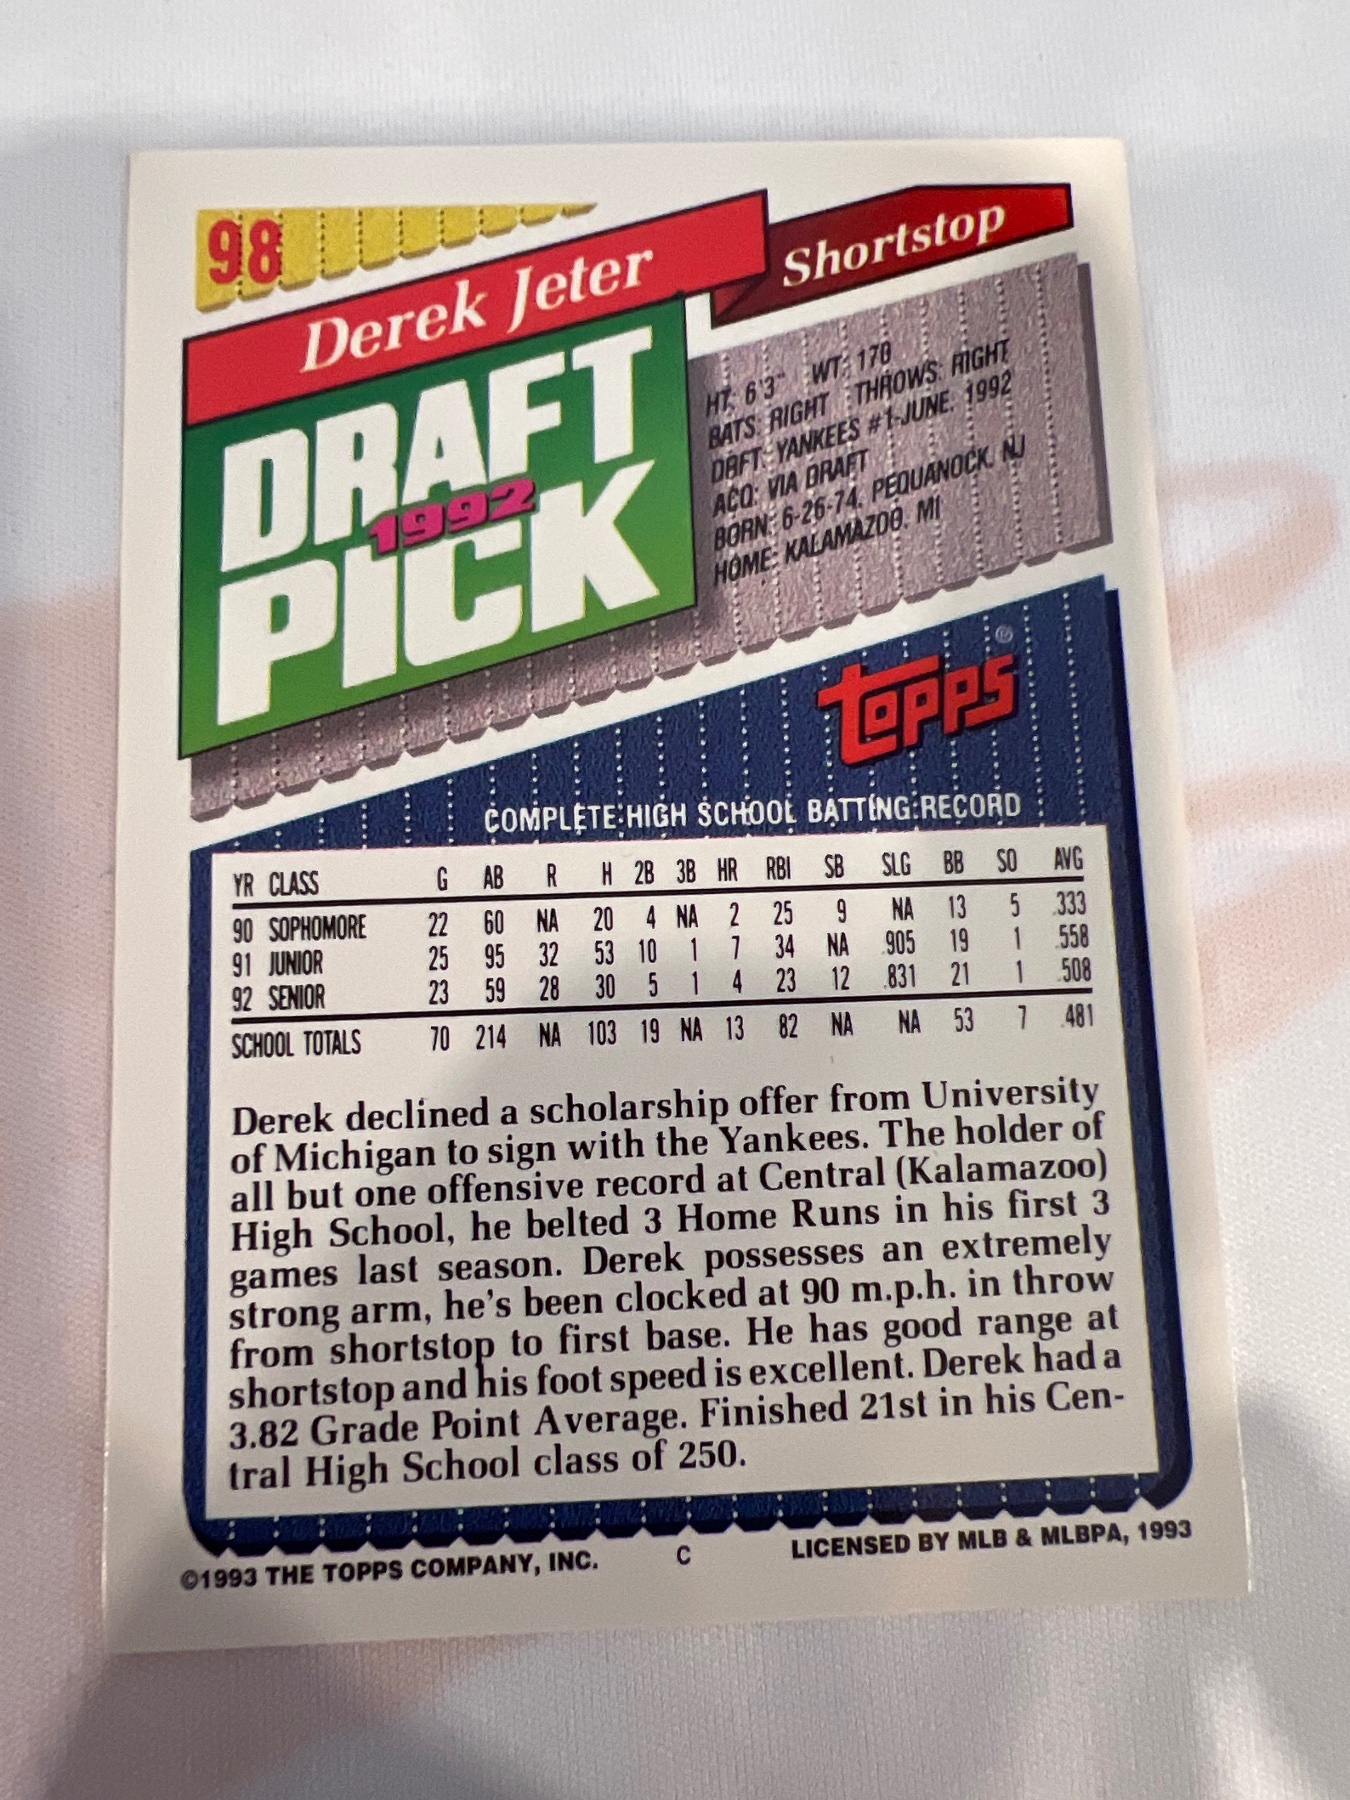 98
Derek Jeter
Shortstop
DRAFT
1992
PICK
HT: 6'3" WT: 170
BATS: RIGHT THROWS: RIGHT
DRFT: YANKEES #1-JUNE, 1992
ACQ: VIA DRAFT
BORN: 6-26-74, PEQUANOCK, NJ
HOME: KALAMAZOO, MI
TOPPS®
COMPLETE HIGH SCHOOL BATTING RECORD
YR CLASS G AB R H 2B 3B HR RBI SB SLG BB SO AVG
90 SOPHOMORE 22 60 NA 20 4 NA 2 25 9 NA 13 5 .333
91 JUNIOR 25 95 32 53 10 1 7 34 NA .905 19 1 .558
92 SENIOR 23 59 28 30 5 1 4 23 12 .831 21 1 .508
SCHOOL TOTALS 70 214 NA 103 19 NA 13 82 NA NA 53 7 .481
Derek declined a scholarship offer from University
of Michigan to sign with the Yankees. The holder of
all but one offensive record at Central (Kalamazoo)
High School, he belted 3 Home Runs in his first 3
games last season. Derek possesses an extremely
strong arm, he's been clocked at 90 m.p.h. in throw
from shortstop to first base. He has good range at
shortstop and his foot speed is excellent. Derek had a
3.82 Grade Point Average. Finished 21st in his Cen-
tral High School class of 250.
©1993 THE TOPPS COMPANY, INC. C LICENSED BY MLB & MLBPA, 1993